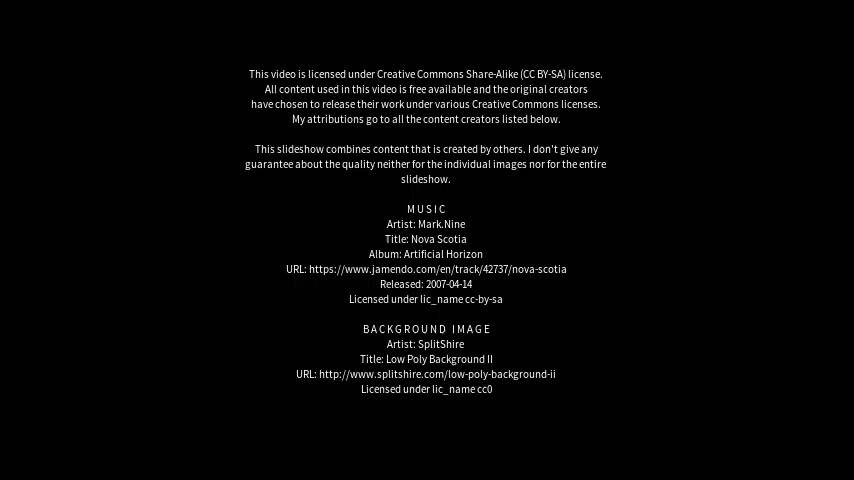 This video is licensed under Creative Commons Share-Alike (CC BY-SA) license.
All content used in this video is free available and the original creators
have chosen to release their work under various Creative Commons licenses.
My attributions go to all the content creators listed below.
This slideshow combines content that is created by others. I don't give any
guarantee about the quality neither for the individual images nor for the entire
slideshow.
MUSIC
Artist: Mark.Nine
Title: Nova Scotia
Album: Artificial Horizon
URL: https://www.jamendo.com/en/track/42737/nova-scotia
Released: 2007-04-14
Licensed under lic_name cc-by-sa
BACKGROUND IMAGE
Artist: SplitShire
Title: Low Poly Background II
URL: http://www.splitshire.com/low-poly-background-ii
Licensed under lic_name cc0